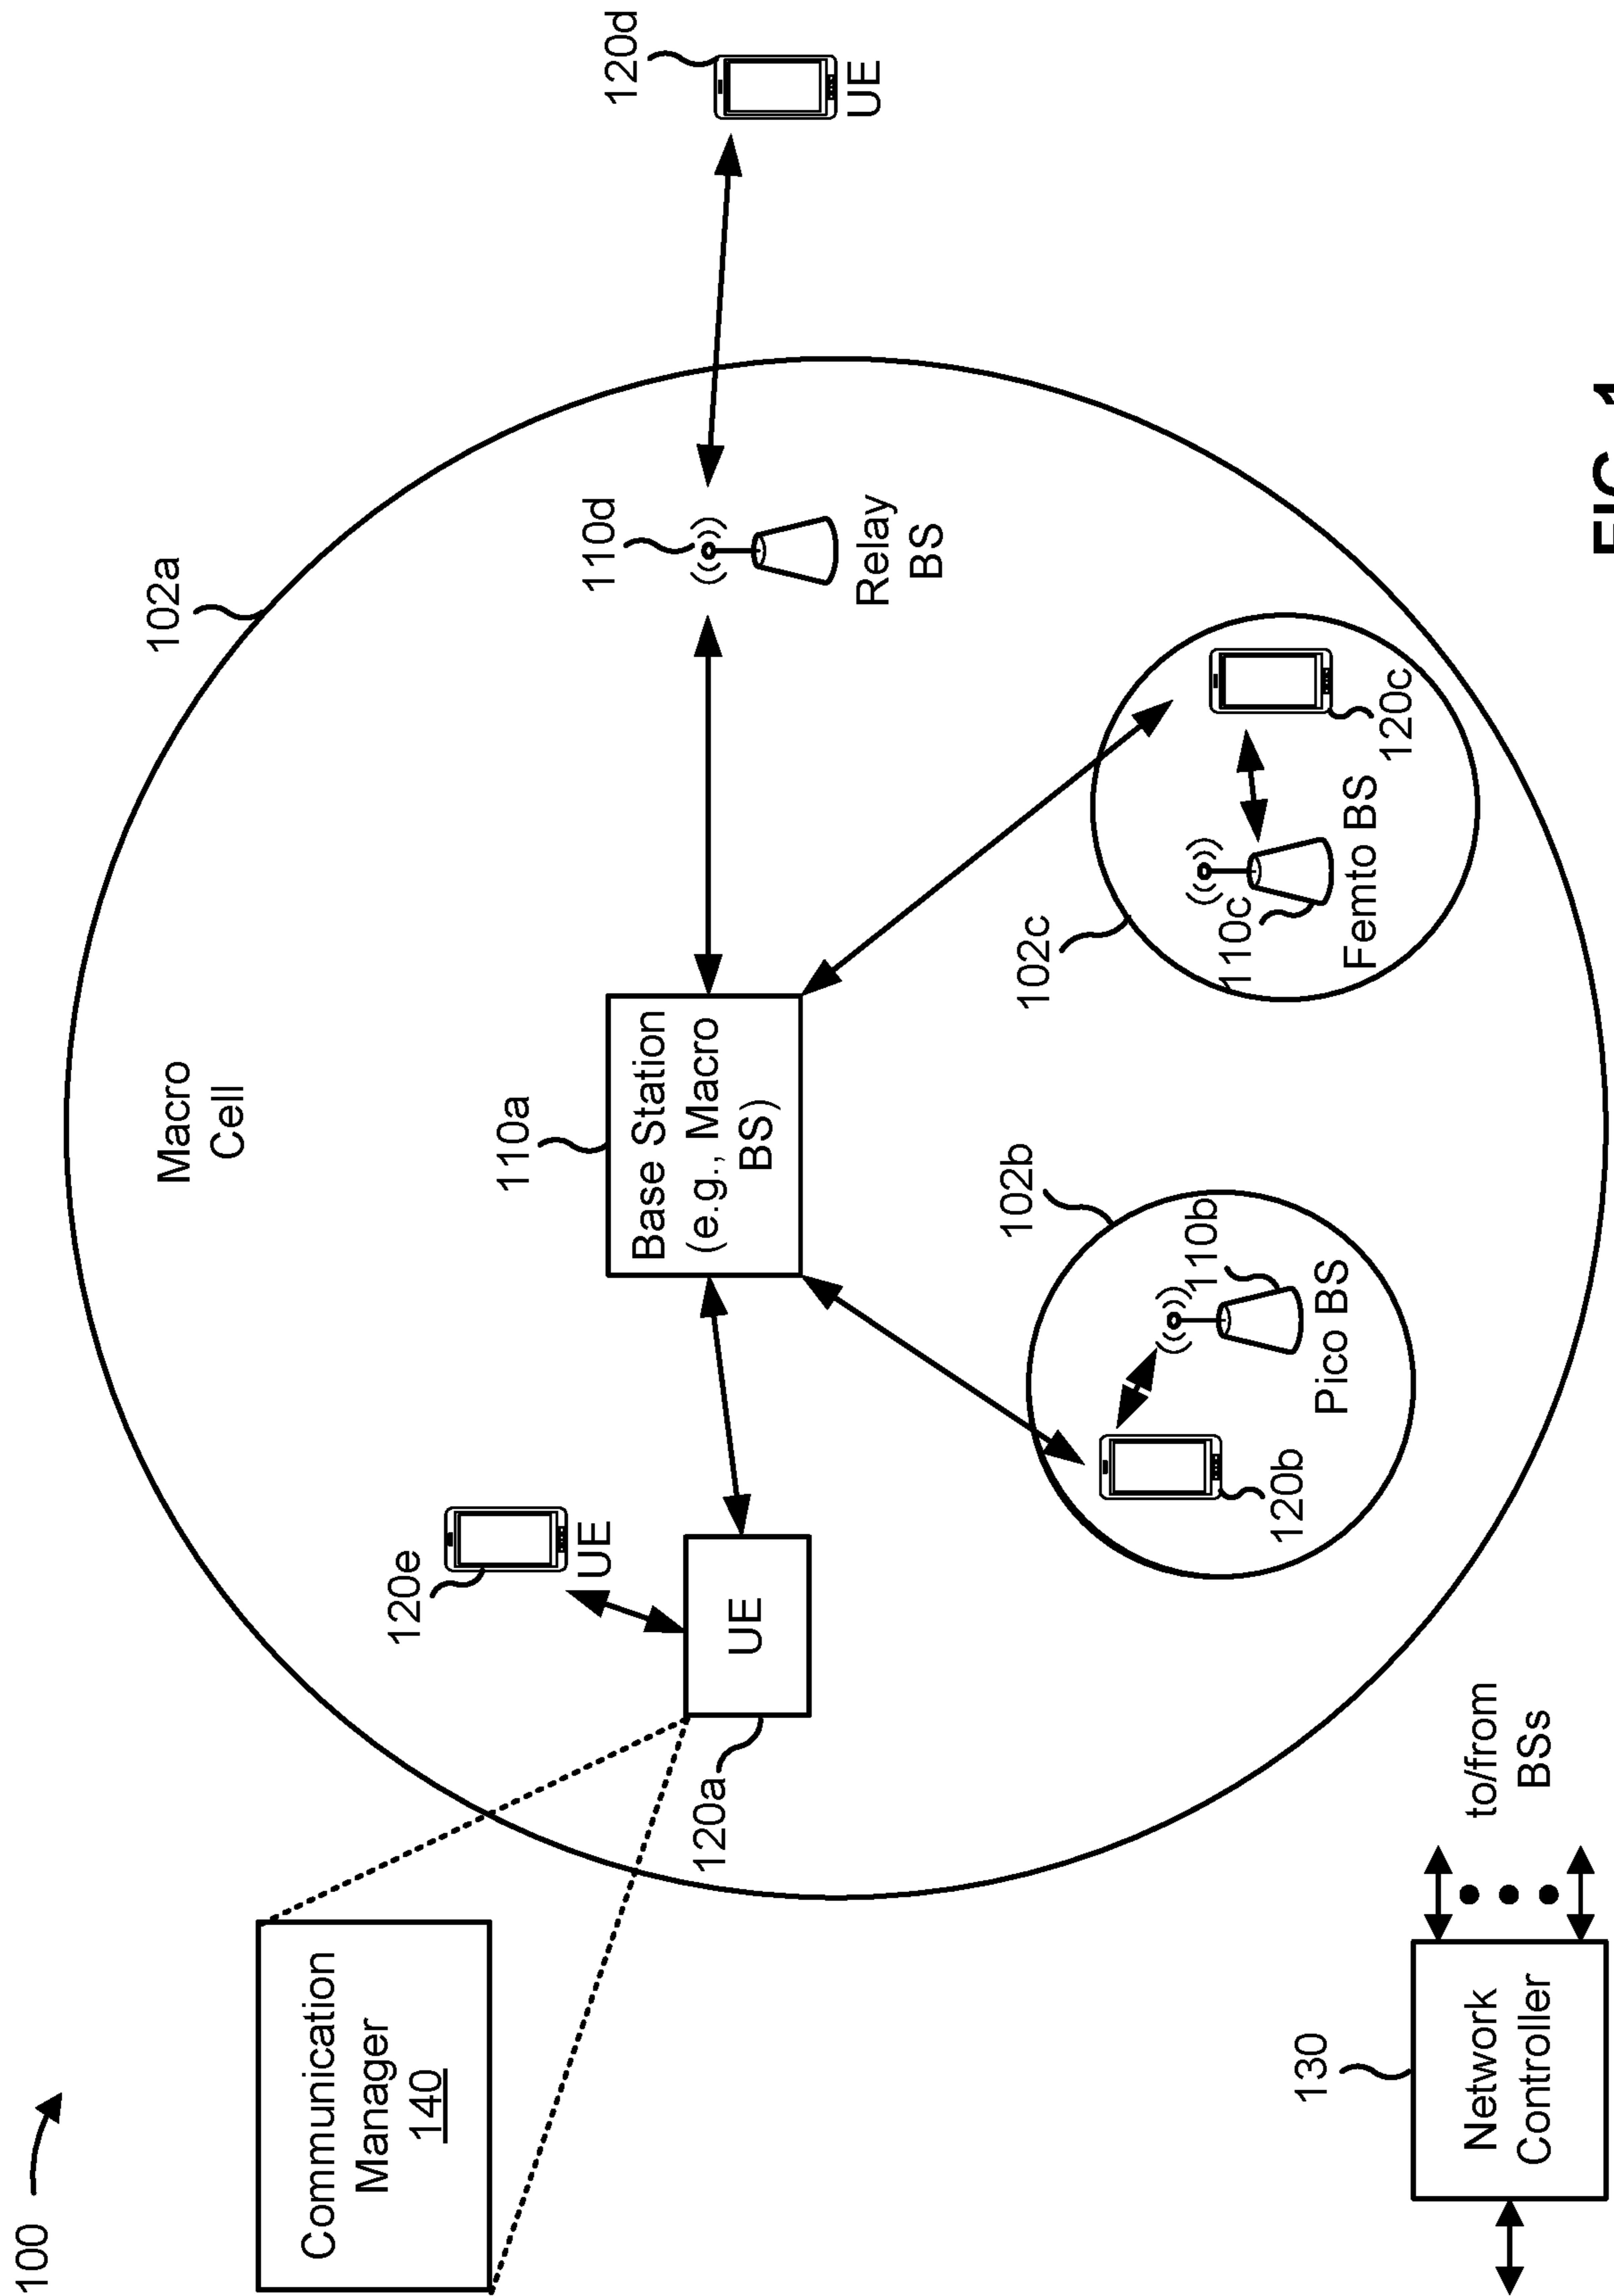 100
Communication
Manager
140
102a
Macro
Cell
120e
UE
UE
120a
110a
Base Station
(e.g., Macro
BS)
110d
Relay
BS
120d
UE
102b
110b
Pico BS
120b
102c
110c
Femto BS
120c
130
Network
Controller
to/from
BSs
FIG. 1